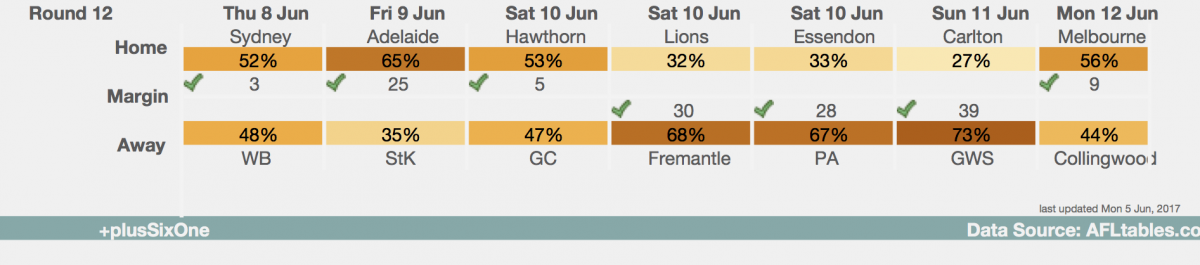 Round 12 Thu 8 Jun Fri 9 Jun Sat 10 Jun Sat 10 Jun Sat 10 Jun Sun 11 Jun Mon 12 Jun
Sydney Adelaide Hawthorn Lions Essendon Carlton Melbourne
Home 52% 65% 53% 32% 33% 27% 56%
3 25 5 9
Margin
30 28 39
Away 48% 35% 47% 68% 67% 73% 44%
WB StK GC Fremantle PA GWS Collingwood
last updated Mon 5 Jun, 2017
+plusSixOne Data Source: AFLtables.co